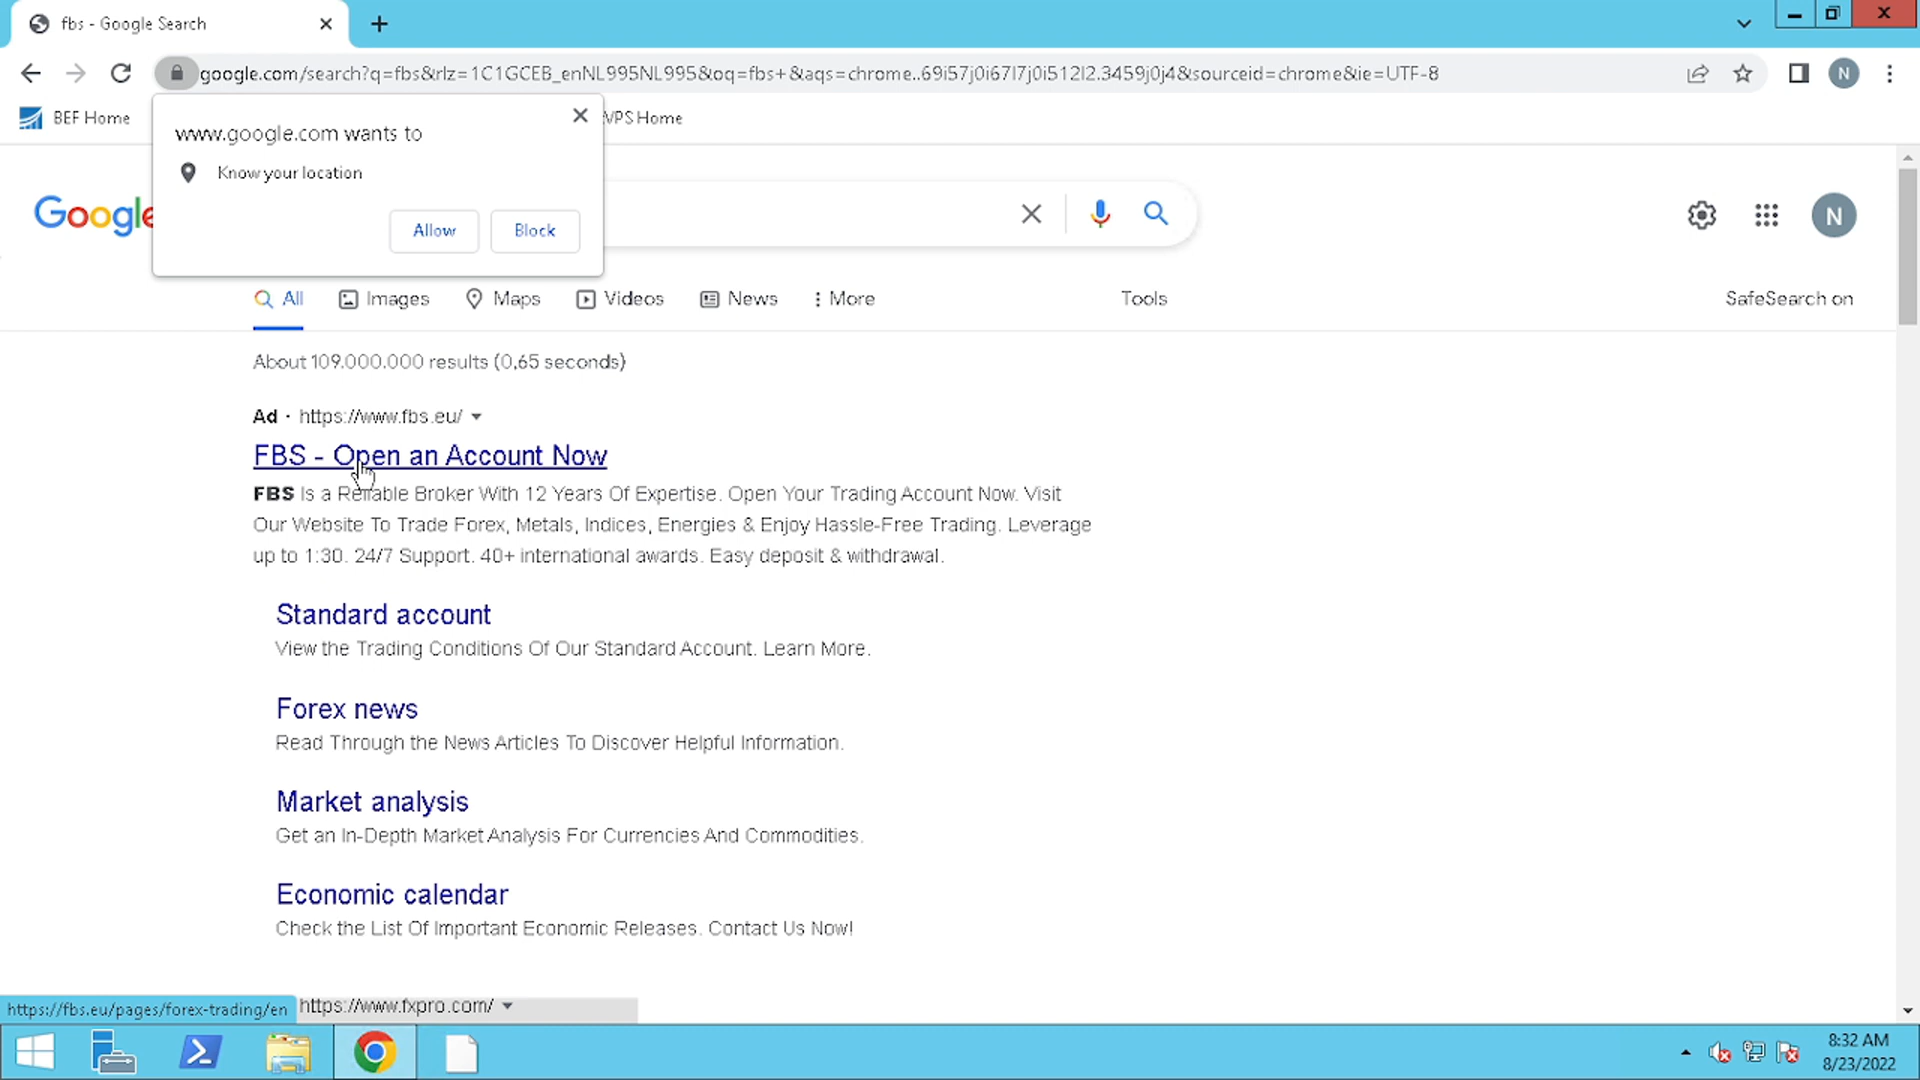 fbs - Google Search
google.com/search?q=fbs&rlz=1C1GCEB_enNL995NL995&oq=fbs+&aqs=chrome..69i57j0i67l7j0i512l2.3459j0j4&sourceid=chrome&ie=UTF-8
N
BEF Home
VPS Home
www.google.com wants to
Know your location
Allow
Block
Google
N
All
Images
Maps
Videos
News
More
Tools
SafeSearch on
About 109.000.000 results (0,65 seconds)
Ad · https://www.fbs.eu/
FBS - Open an Account Now
FBS Is a Reliable Broker With 12 Years Of Expertise. Open Your Trading Account Now. Visit
Our Website To Trade Forex, Metals, Indices, Energies & Enjoy Hassle-Free Trading. Leverage
up to 1:30. 24/7 Support. 40+ international awards. Easy deposit & withdrawal.
Standard account
View the Trading Conditions Of Our Standard Account. Learn More.
Forex news
Read Through the News Articles To Discover Helpful Information.
Market analysis
Get an In-Depth Market Analysis For Currencies And Commodities.
Economic calendar
Check the List Of Important Economic Releases. Contact Us Now!
https://www.fxpro.com/
https://fbs.eu/pages/forex-trading/en
8:32 AM
8/23/2022